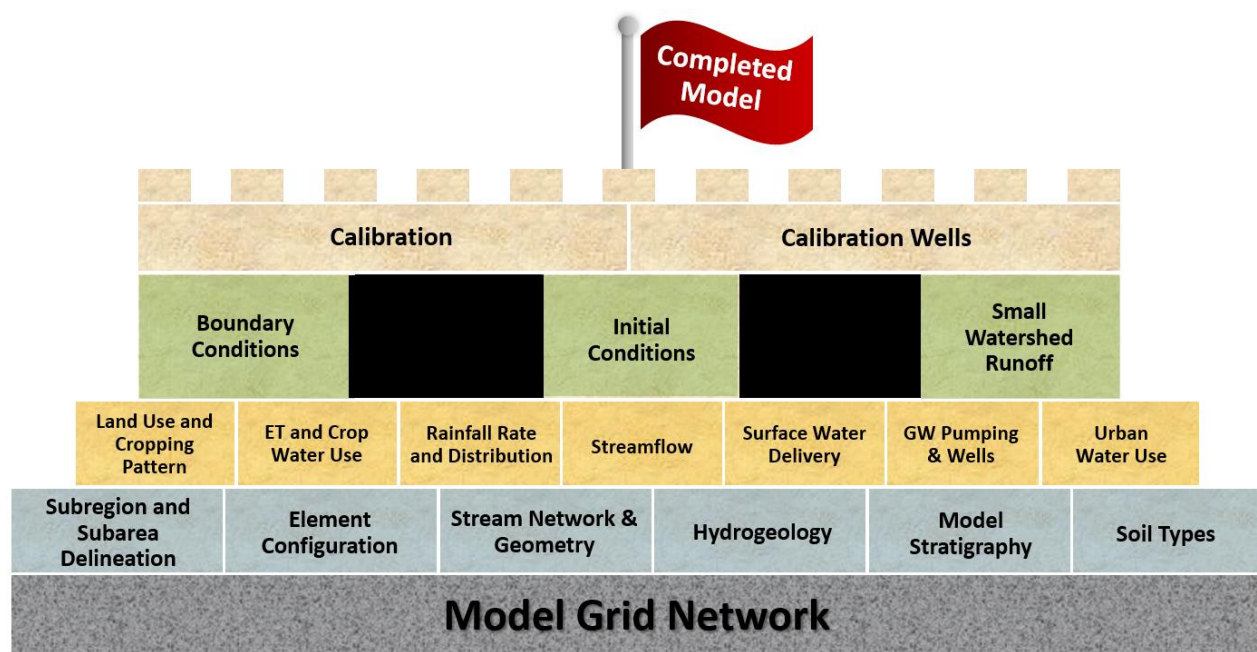 Completed
Model
Calibration
Calibration Wells
Boundary
Conditions
Initial
Conditions
Small
Watershed
Runoff
Land Use and
Cropping
Pattern
ET and Crop
Water Use
Rainfall Rate
and Distribution
Streamflow
Surface Water
Delivery
GW Pumping
& Wells
Urban
Water Use
Subregion and
Subarea
Delineation
Element
Configuration
Stream Network &
Geometry
Hydrogeology
Model
Stratigraphy
Soil Types
Model Grid Network